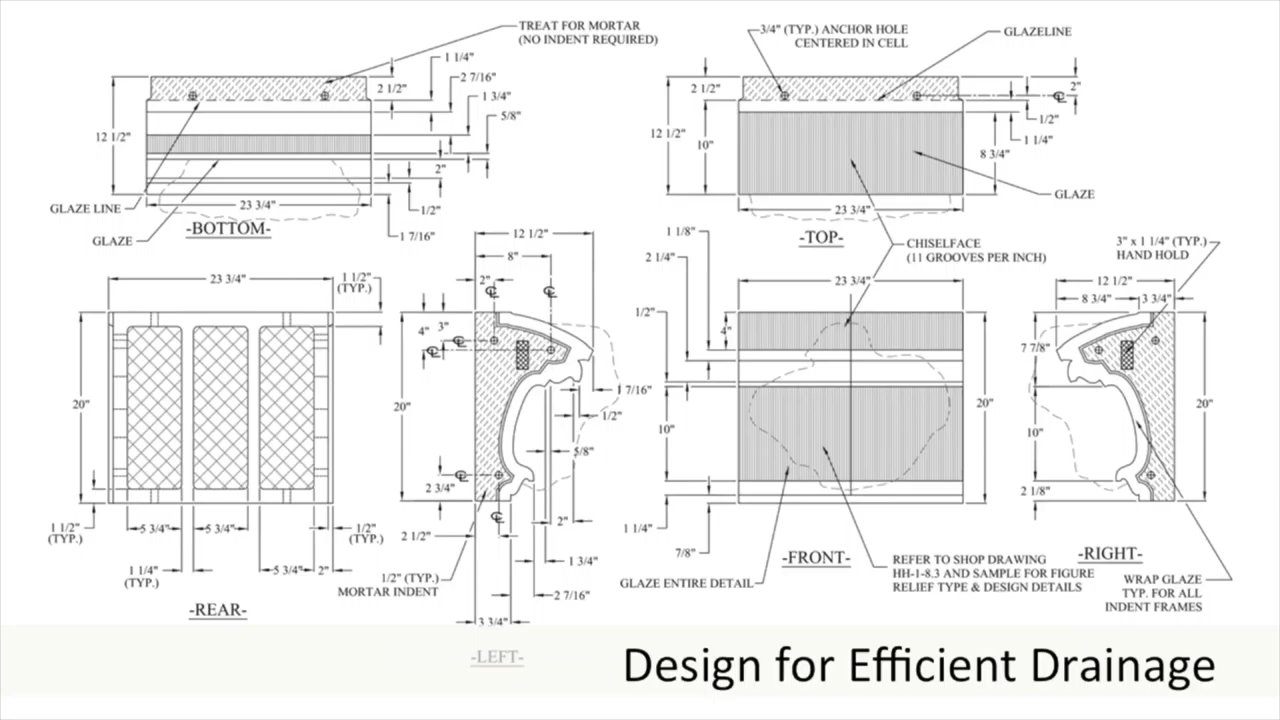 TREAT FOR MORTAR
(NO INDENT REQUIRED)
1 1/4"
2 7/16"
2 1/2"
1 3/4"
5/8"
12 1/2"
2"
23 3/4"
1/2"
1 7/16"
GLAZE LINE
GLAZE
-BOTTOM-
3/4" (TYP.) ANCHOR HOLE
CENTERED IN CELL
GLAZELINE
2 1/2"
2"
1/2"
12 1/2"
10"
1 1/4"
8 3/4"
GLAZE
23 3/4"
-TOP-
CHISELFACE
(11 GROOVES PER INCH)
23 3/4"
1 1/2"
(TYP.)
20"
1 1/2"
(TYP.)
5 3/4"
5 3/4"
1/2"
(TYP.)
1 1/4"
(TYP.)
5 3/4"
2"
-REAR-
12 1/2"
8"
2"
4"
3"
20"
1 7/16"
1/2"
5/8"
2 3/4"
2"
2 1/2"
1 3/4"
1/2" (TYP.)
MORTAR INDENT
2 7/16"
3 3/4"
-LEFT-
1 1/8"
2 1/4"
23 3/4"
1/2"
4"
20"
10"
1 1/4"
7/8"
-FRONT-
GLAZE ENTIRE DETAIL
REFER TO SHOP DRAWING
HH-1-8.3 AND SAMPLE FOR FIGURE
RELIEF TYPE & DESIGN DETAILS
3" x 1 1/4" (TYP.)
HAND HOLD
12 1/2"
8 3/4"
3 3/4"
7 7/8"
20"
10"
2 1/8"
-RIGHT-
WRAP GLAZE
TYP. FOR ALL
INDENT FRAMES
Design for Efficient Drainage